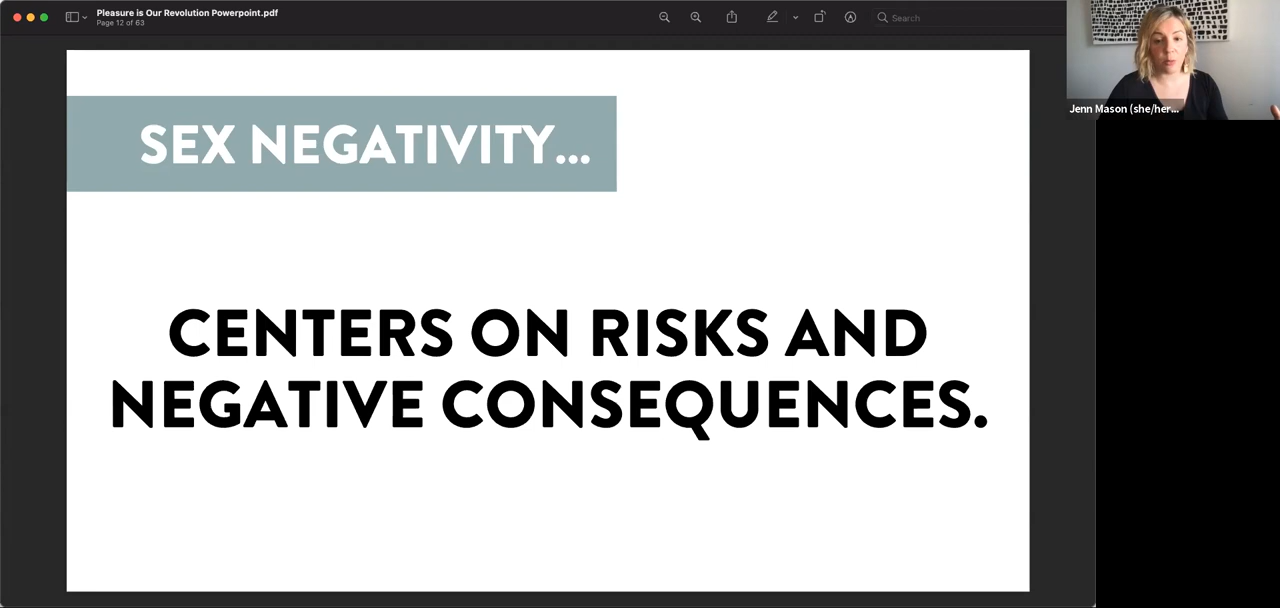 Pleasure is Our Revolution Powerpoint.pdf
Page 12 of 63
Search
Jenn Mason (she/her...
SEX NEGATIVITY...
CENTERS ON RISKS AND
NEGATIVE CONSEQUENCES.